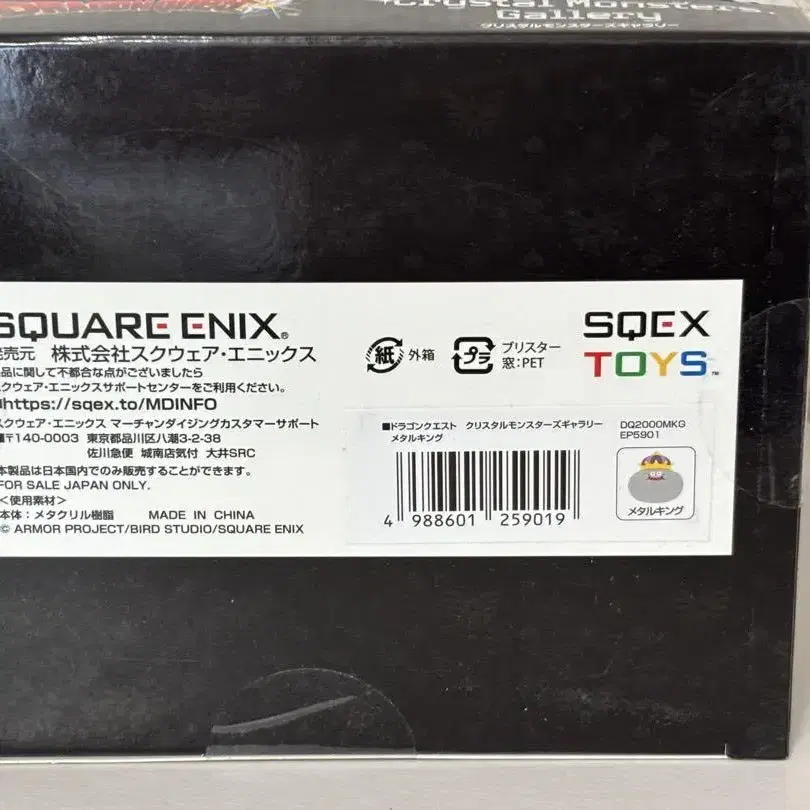 Crystal Monsters
Gallery
クリスタルモンスターズギャラリー
SQUARE ENIX®
発売元 株式会社スクウェア・エニックス
品に関して不都合な点がございましたら
スクウェア・エニックスサポートセンターをご利用ください。
https://sqex.to/MDINFO
スクウェア・エニックス マーチャンダイジングカスタマーサポート
〒140-0003 東京都品川区八潮3-2-38
佐川急便 城南店気付 大井SRC
本製品は日本国内でのみ販売することができます。
FOR SALE JAPAN ONLY.
<使用素材>
本体:メタクリル樹脂 MADE IN CHINA
© ARMOR PROJECT/BIRD STUDIO/SQUARE ENIX
紙 外箱
プラ ブリスター
窓:PET
SQEX
TOYS™
■ドラゴンクエスト クリスタルモンスターズギャラリー
メタルキング
DQ2000MKG
EP5901
4 988601 259019
メタルキング